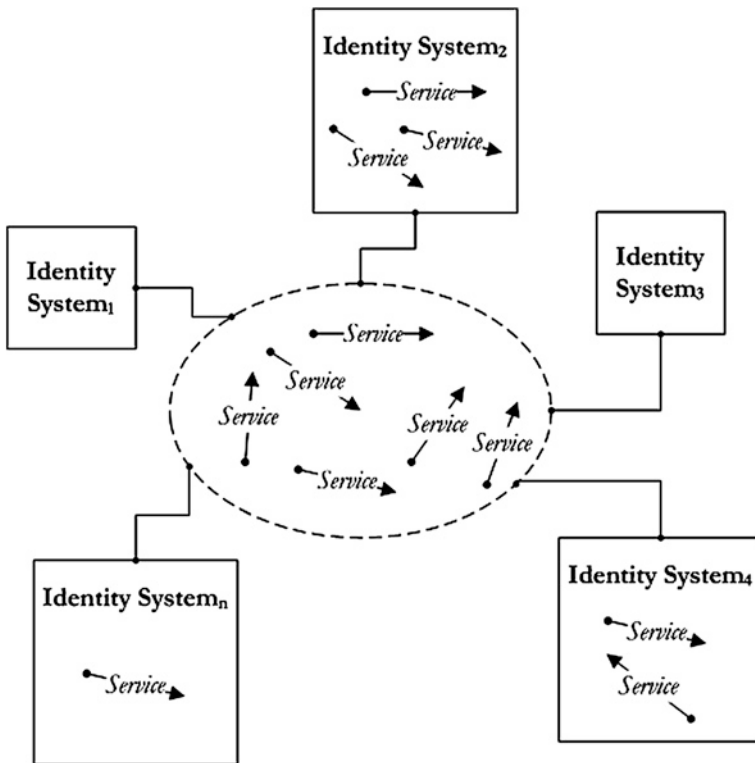 Identity System₂
Service
Service
Service
Identity
System₁
Identity
System₃
Service
Service
Service
Service
Service
Service
Identity Systemₙ
Service
Identity System₄
Service
Service